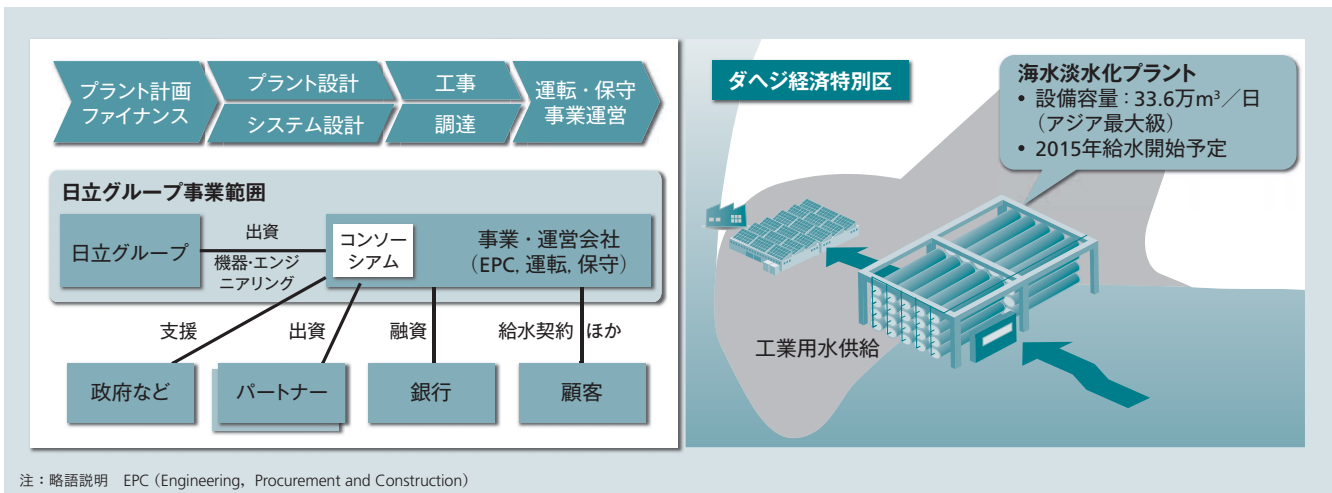 プラント計画
ファイナンス
プラント設計
システム設計
工事
調達
運転・保守
事業運営
日立グループ事業範囲
日立グループ
出資
機器・エンジ
ニアリング
コンソー
シアム
事業・運営会社
（EPC, 運転, 保守）
支援
出資
融資
給水契約 ほか
政府など
パートナー
銀行
顧客
ダヘジ経済特別区
海水淡水化プラント
• 設備容量：33.6万m³／日
（アジア最大級）
• 2015年給水開始予定
工業用水供給
注：略語説明　EPC（Engineering, Procurement and Construction）